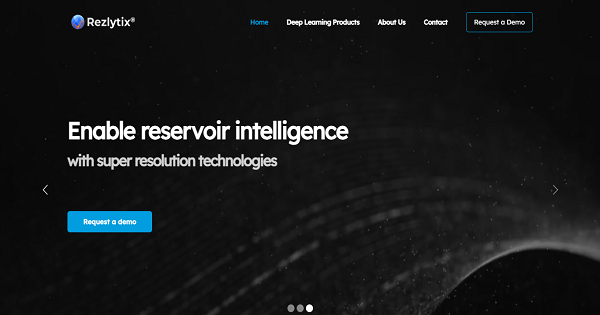 Rezlytix®
Home Deep Learning Products About Us Contact Request a Demo
Enable reservoir intelligence
with super resolution technologies
Request a demo